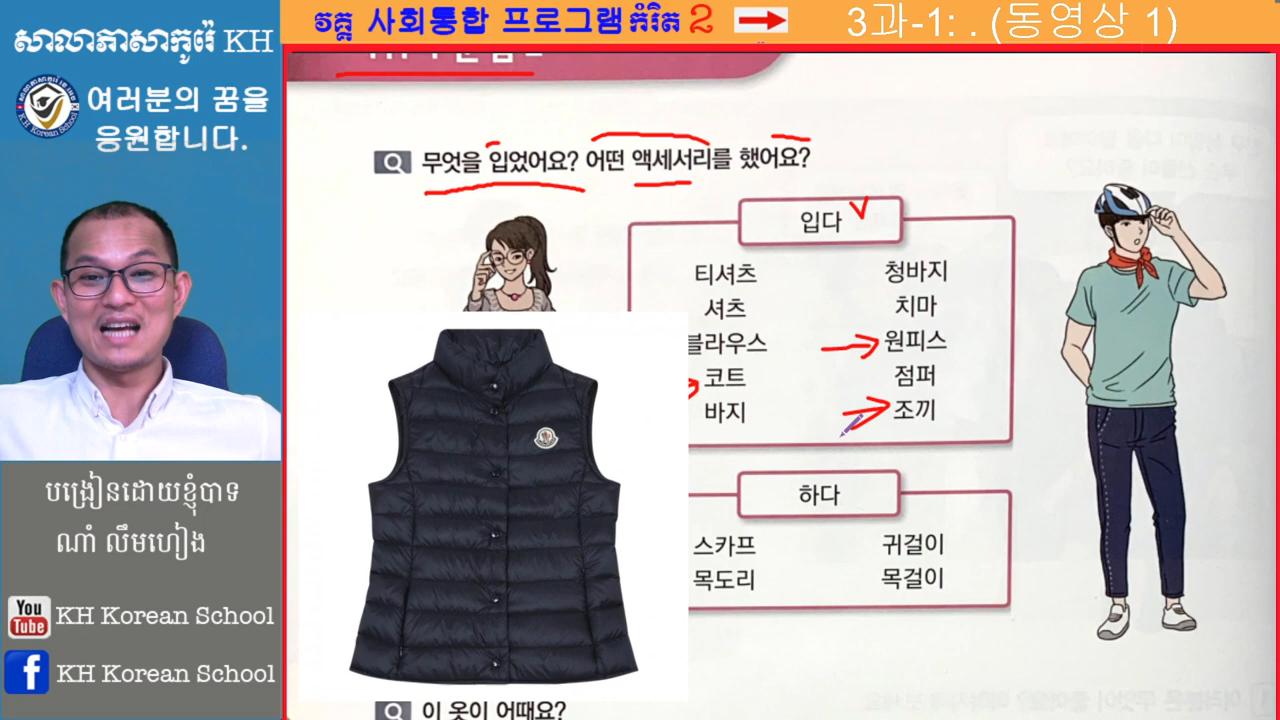 សាលាភាសាកូរ៉េ KH
여러분의 꿈을
응원합니다.
បង្រៀនដោយខ្ញុំបាទ
ណាំ លឹមហៀង
You Tube KH Korean School
f KH Korean School
វគ្គ 사회통합 프로그램 កំរិត 2
3과-1: . (동영상 1)
무엇을 입었어요? 어떤 액세서리를 했어요?
입다
티셔츠 청바지
셔츠 치마
블라우스 원피스
코트 점퍼
바지 조끼
하다
스카프 귀걸이
목도리 목걸이
이 옷이 어때요?